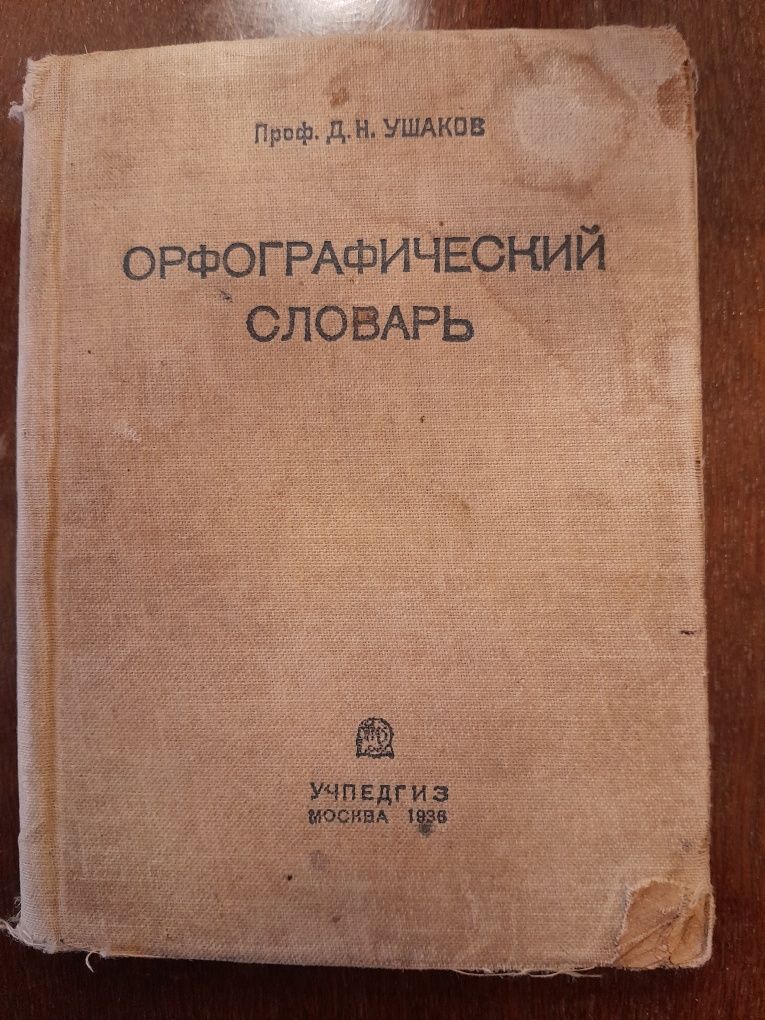 Проф. Д. Н. УШАКОВ
ОРФОГРАФИЧЕСКИЙ
СЛОВАРЬ
УЧПЕДГИЗ
МОСКВА 1936